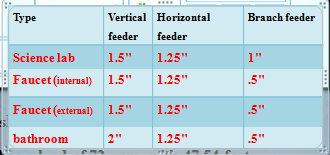 Type Vertical feeder Horizontal feeder Branch feeder
Science lab 1.5" 1.25" 1"
Faucet (internal) 1.5" 1.25" .5"
Faucet (external) 1.5" 1.25" .5"
bathroom 2" 1.25" .5"